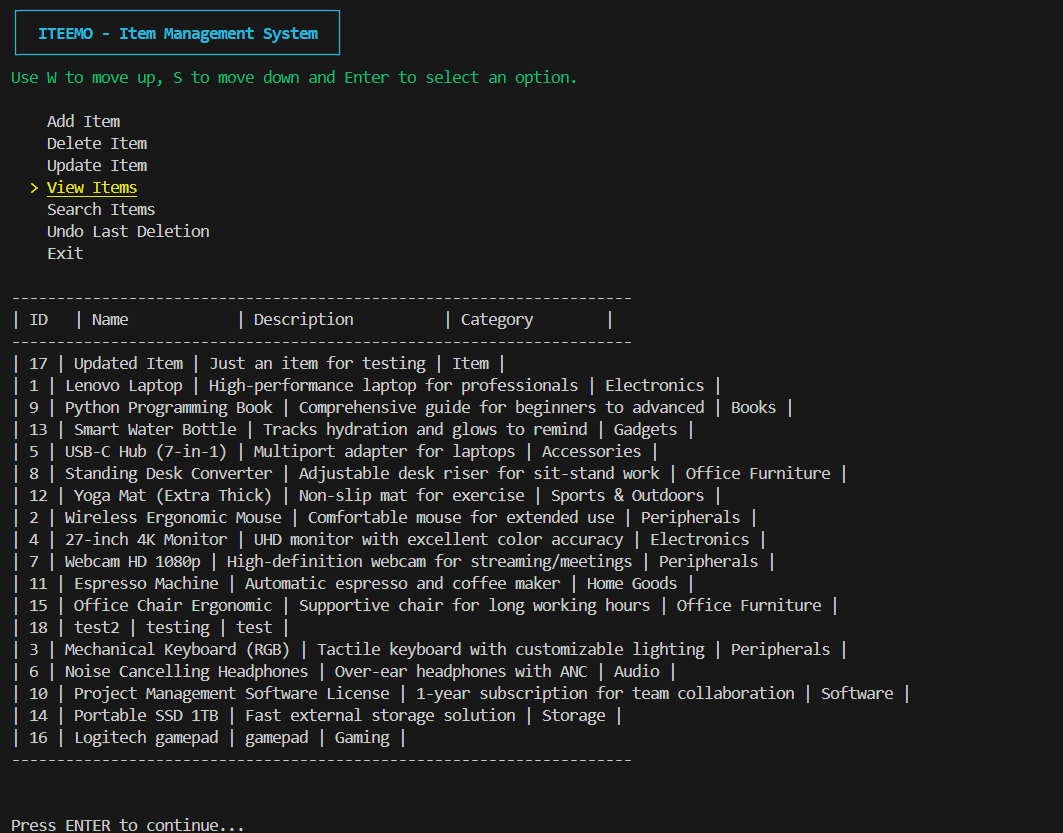 ITEEMO - Item Management System
Use W to move up, S to move down and Enter to select an option.
Add Item
Delete Item
Update Item
> View Items
Search Items
Undo Last Deletion
Exit
---------------------------------------------------------------------
| ID   | Name            | Description          | Category        |
---------------------------------------------------------------------
| 17 | Updated Item | Just an item for testing | Item |
| 1 | Lenovo Laptop | High-performance laptop for professionals | Electronics |
| 9 | Python Programming Book | Comprehensive guide for beginners to advanced | Books |
| 13 | Smart Water Bottle | Tracks hydration and glows to remind | Gadgets |
| 5 | USB-C Hub (7-in-1) | Multiport adapter for laptops | Accessories |
| 8 | Standing Desk Converter | Adjustable desk riser for sit-stand work | Office Furniture |
| 12 | Yoga Mat (Extra Thick) | Non-slip mat for exercise | Sports & Outdoors |
| 2 | Wireless Ergonomic Mouse | Comfortable mouse for extended use | Peripherals |
| 4 | 27-inch 4K Monitor | UHD monitor with excellent color accuracy | Electronics |
| 7 | Webcam HD 1080p | High-definition webcam for streaming/meetings | Peripherals |
| 11 | Espresso Machine | Automatic espresso and coffee maker | Home Goods |
| 15 | Office Chair Ergonomic | Supportive chair for long working hours | Office Furniture |
| 18 | test2 | testing | test |
| 3 | Mechanical Keyboard (RGB) | Tactile keyboard with customizable lighting | Peripherals |
| 6 | Noise Cancelling Headphones | Over-ear headphones with ANC | Audio |
| 10 | Project Management Software License | 1-year subscription for team collaboration | Software |
| 14 | Portable SSD 1TB | Fast external storage solution | Storage |
| 16 | Logitech gamepad | gamepad | Gaming |
---------------------------------------------------------------------
Press ENTER to continue...